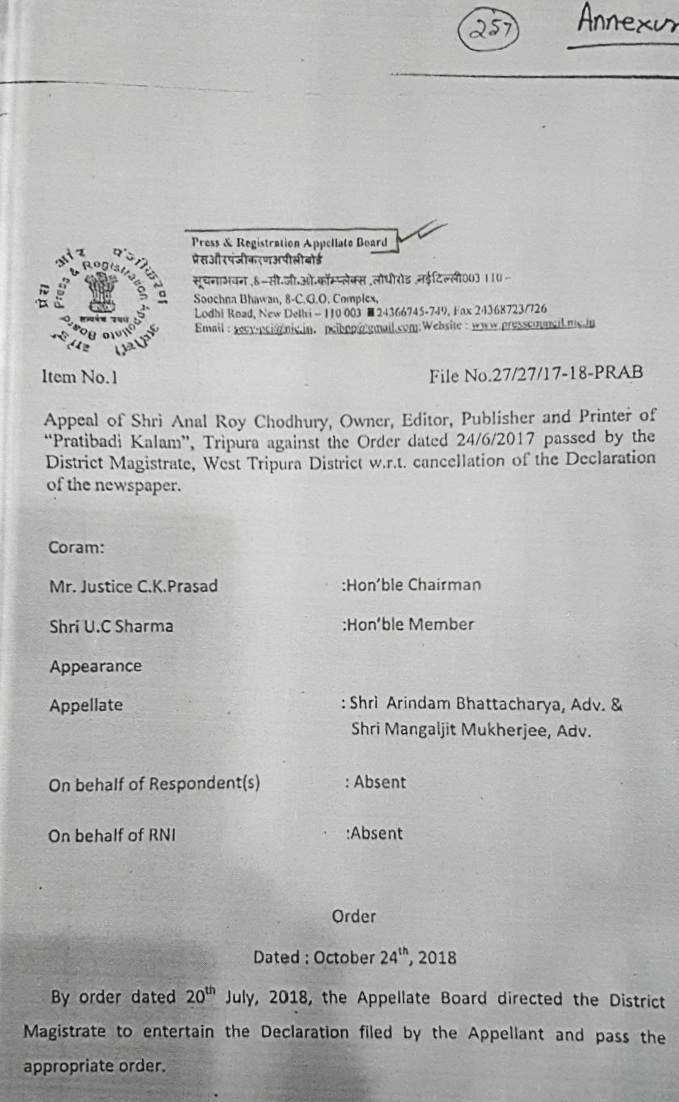 257
Annexur
Press & Registration Appellate Board
प्रेसऔरपंजीकरणअपीलीबोर्ड
सूचनाभवन ,8-सी.जी.ओ.कॉम्प्लेक्स ,लोधीरोड ,नईदिल्ली003 110 -
Soochna Bhawan, 8-C.G.O. Complex,
Lodhi Road, New Delhi – 110 003 24366745-749, Fax 24368723/726
Email : secy-pci@nic.in, pcibpp@gmail.com; Website : www.presscouncil.nic.in
प्रेस और पंजीकरण
Press & Registration Appellate Board
सत्यमेव जयते
Item No.1 File No.27/27/17-18-PRAB
Appeal of Shri Anal Roy Chodhury, Owner, Editor, Publisher and Printer of
“Pratibadi Kalam”, Tripura against the Order dated 24/6/2017 passed by the
District Magistrate, West Tripura District w.r.t. cancellation of the Declaration
of the newspaper.
Coram:
Mr. Justice C.K.Prasad :Hon’ble Chairman
Shri U.C Sharma :Hon’ble Member
Appearance
Appellate : Shri Arindam Bhattacharya, Adv. &
Shri Mangaljit Mukherjee, Adv.
On behalf of Respondent(s) : Absent
On behalf of RNI :Absent
Order
Dated : October 24th, 2018
By order dated 20th July, 2018, the Appellate Board directed the District
Magistrate to entertain the Declaration filed by the Appellant and pass the
appropriate order.